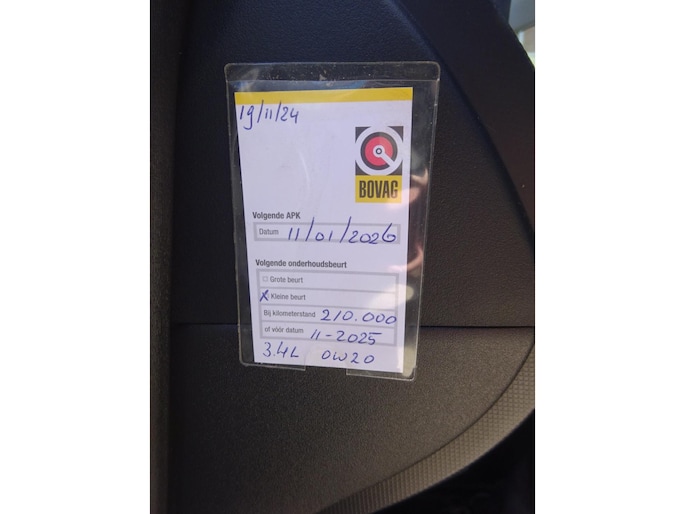 19/11/24
BOVAG
Volgende APK
Datum 11/01/2026
Volgende onderhoudsbeurt
Grote beurt
X Kleine beurt
Bij kilometerstand 210.000
of vóór datum 11-2025
3.4L 0W20